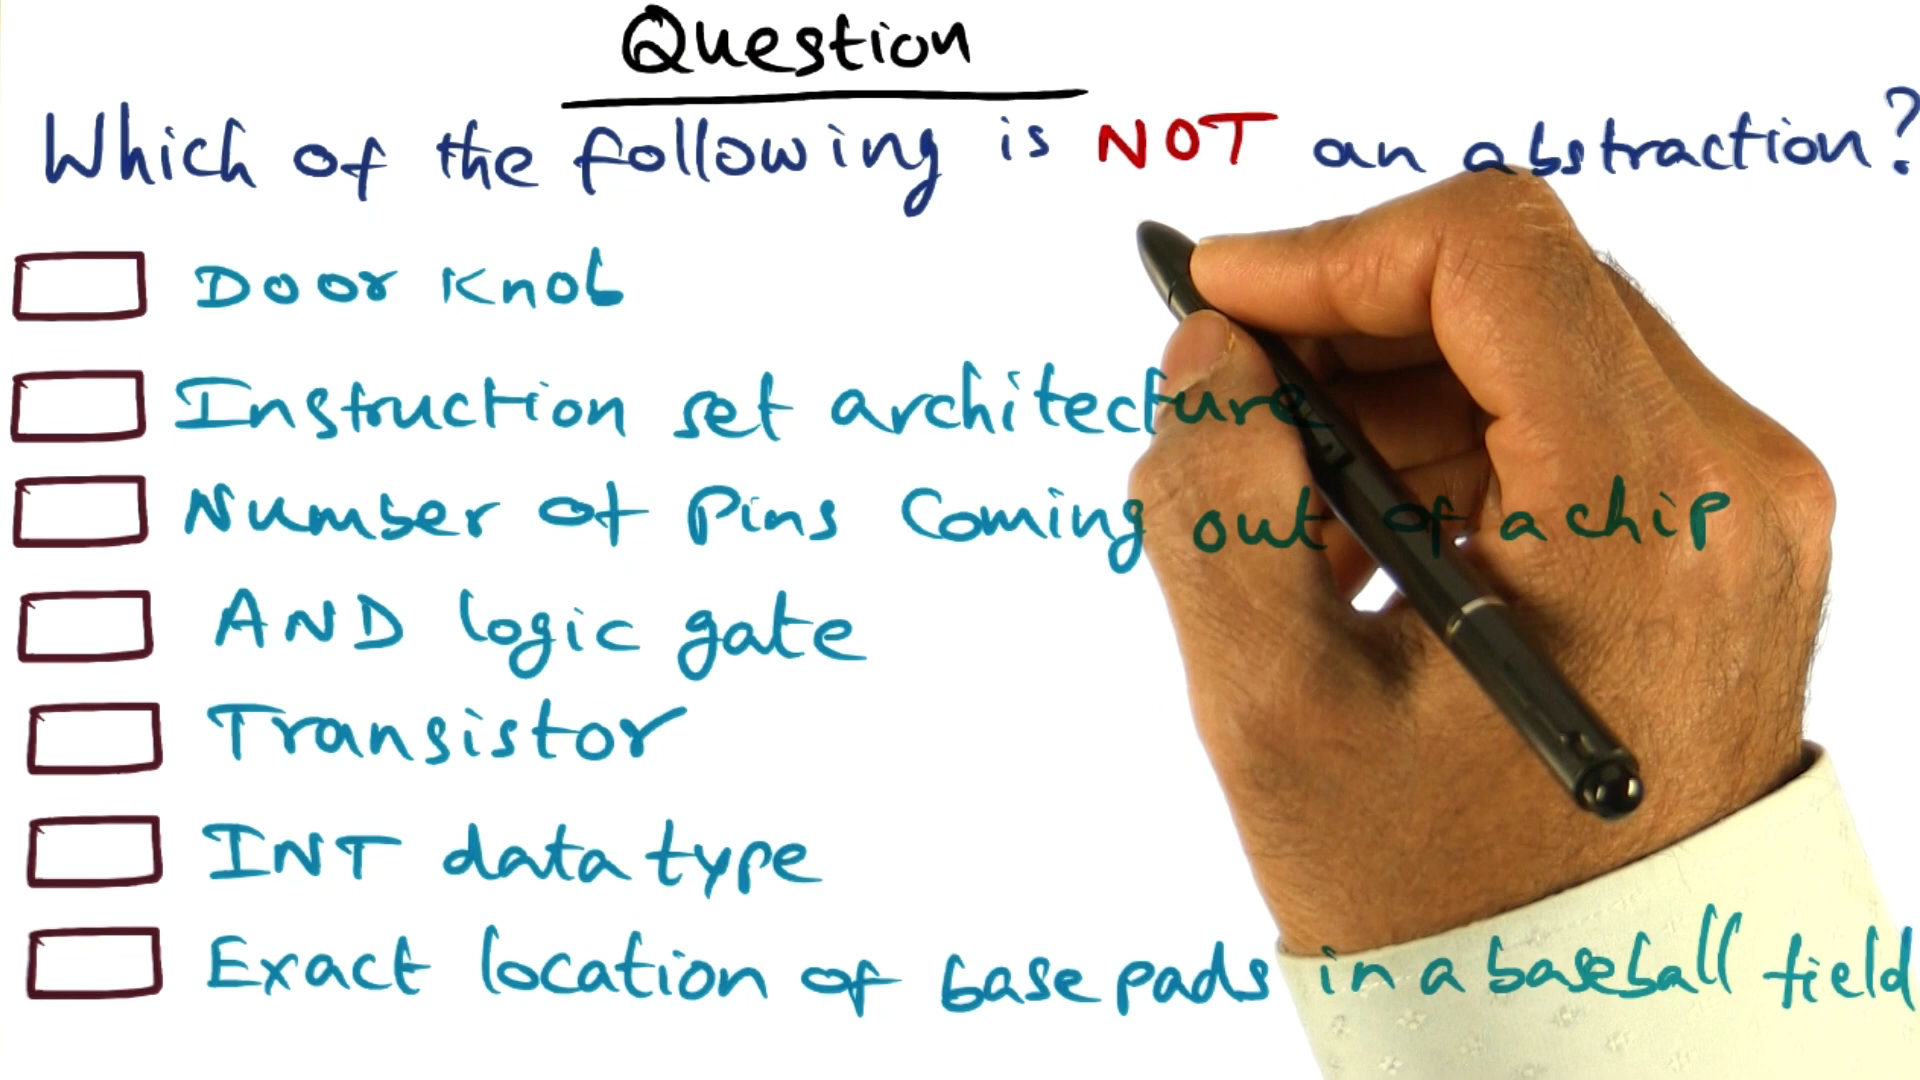 Question
Which of the following is NOT an abstraction?
Door knob
Instruction set architecture
Number of Pins coming out of a chip
AND logic gate
Transistor
INT data type
Exact location of base pads in a baseball field